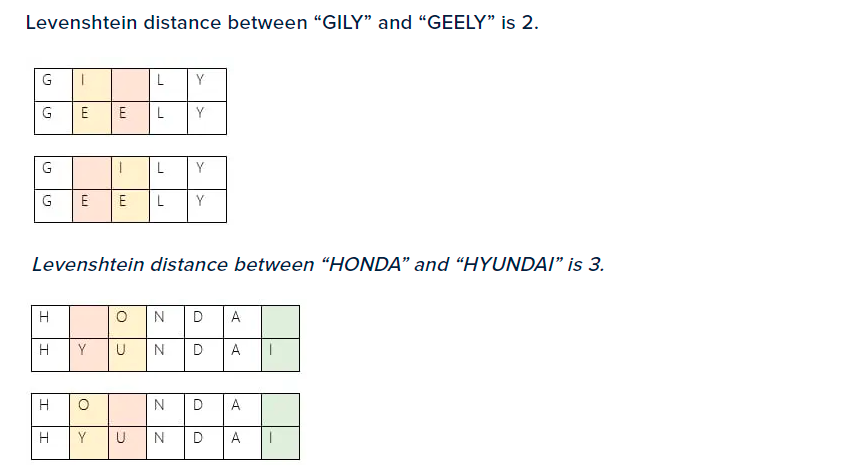 Levenshtein distance between “GILY” and “GEELY” is 2.
G I L Y
G E E L Y
G I L Y
G E E L Y
Levenshtein distance between “HONDA” and “HYUNDAI” is 3.
H O N D A
H Y U N D A I
H O N D A
H Y U N D A I